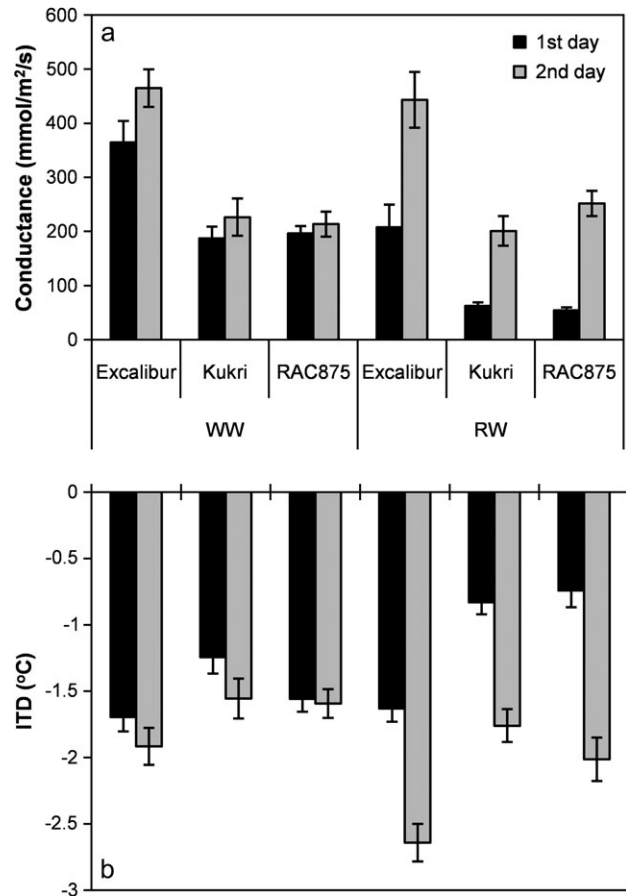 a
1st day
2nd day
Conductance (mmol/m²/s)
600
500
400
300
200
100
0
Excalibur Kukri RAC875 Excalibur Kukri RAC875
WW RW
ITD (°C)
0
-0.5
-1
-1.5
-2
-2.5
-3
b